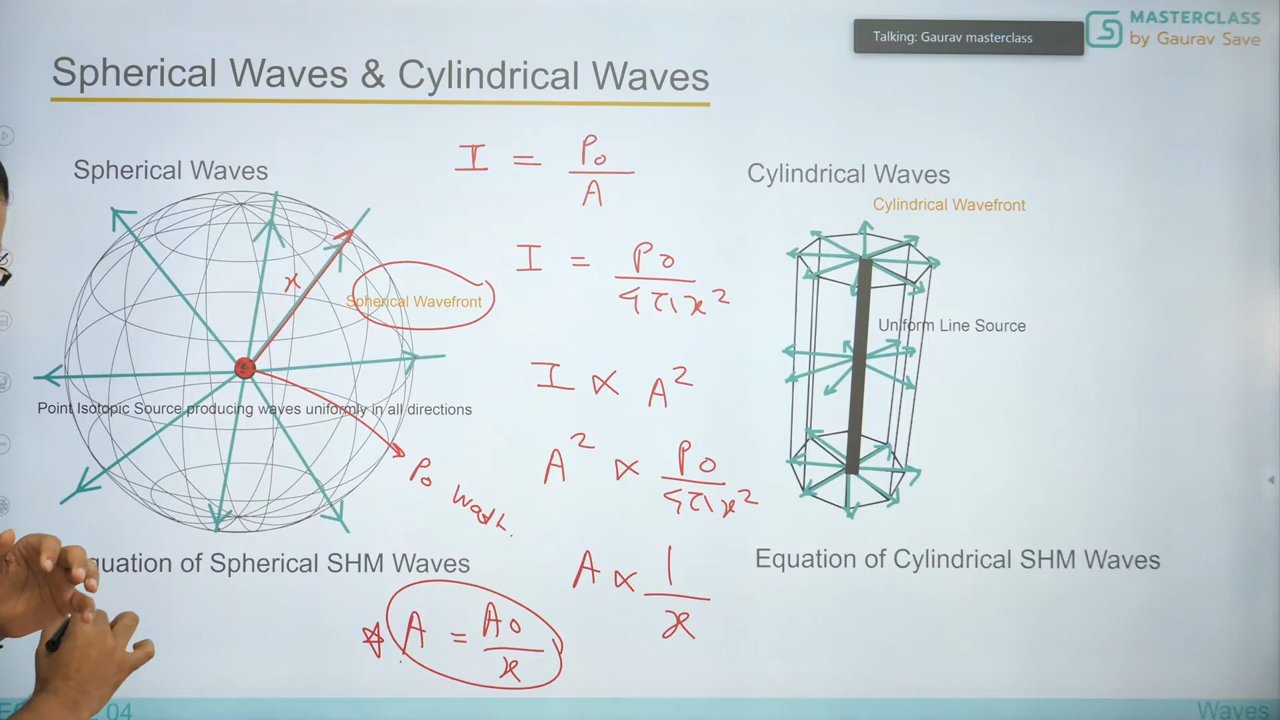 Talking: Gaurav masterclass
MASTERCLASS
by Gaurav Save
Spherical Waves & Cylindrical Waves
Spherical Waves
x
Spherical Wavefront
Point Isotopic Source producing waves uniformly in all directions
P₀
quation of Spherical SHM Waves
A = A₀/x
I = P₀/A
I = P₀/4πx²
I ∝ A²
A² ∝ P₀/4πx²
A ∝ 1/x
Cylindrical Waves
Cylindrical Wavefront
Uniform Line Source
Equation of Cylindrical SHM Waves
04
Waves